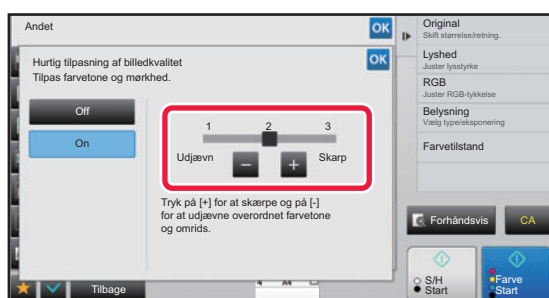 Andet
OK
Hurtig tilpasning af billedkvalitet
Tilpas farvetone og mørkhed.
OK
Off
On
1 2 3
Udjævn
Skarp
Tryk på [+] for at skærpe og på [-]
for at udjævne overordnet farvetone
og omrids.
Tilbage
Original
Skift størrelse/retning.
Lyshed
Juster lysstyrke
RGB
Juster RGB-tykkelse
Belysning
Vælg type/eksponering
Farvetilstand
Forhåndsvis
CA
S/H
Start
Farve
Start